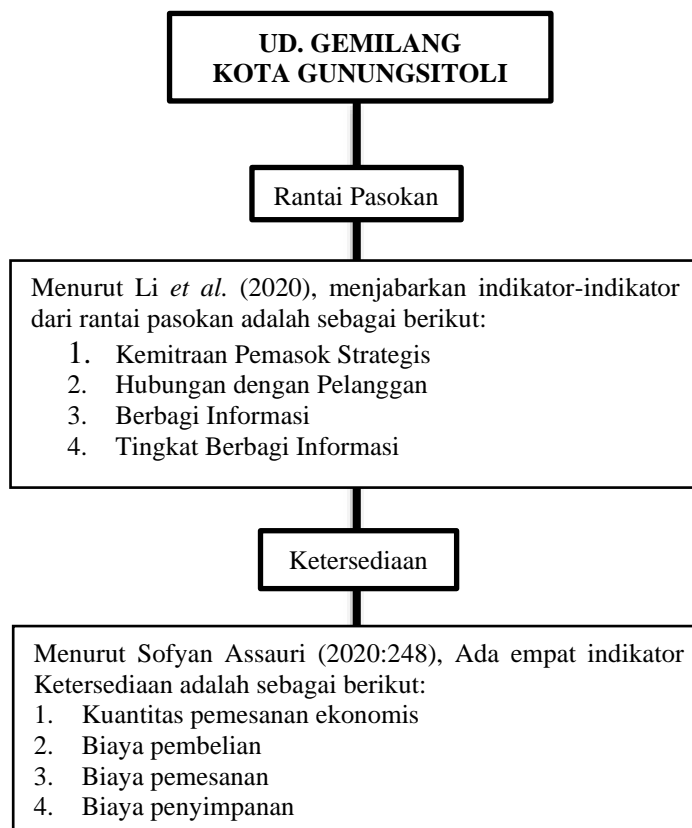 UD. GEMILANG
KOTA GUNUNGSITOLI
Rantai Pasokan
Menurut Li et al. (2020), menjabarkan indikator-indikator
dari rantai pasokan adalah sebagai berikut:
1. Kemitraan Pemasok Strategis
2. Hubungan dengan Pelanggan
3. Berbagi Informasi
4. Tingkat Berbagi Informasi
Ketersediaan
Menurut Sofyan Assauri (2020:248), Ada empat indikator
Ketersediaan adalah sebagai berikut:
1. Kuantitas pemesanan ekonomis
2. Biaya pembelian
3. Biaya pemesanan
4. Biaya penyimpanan